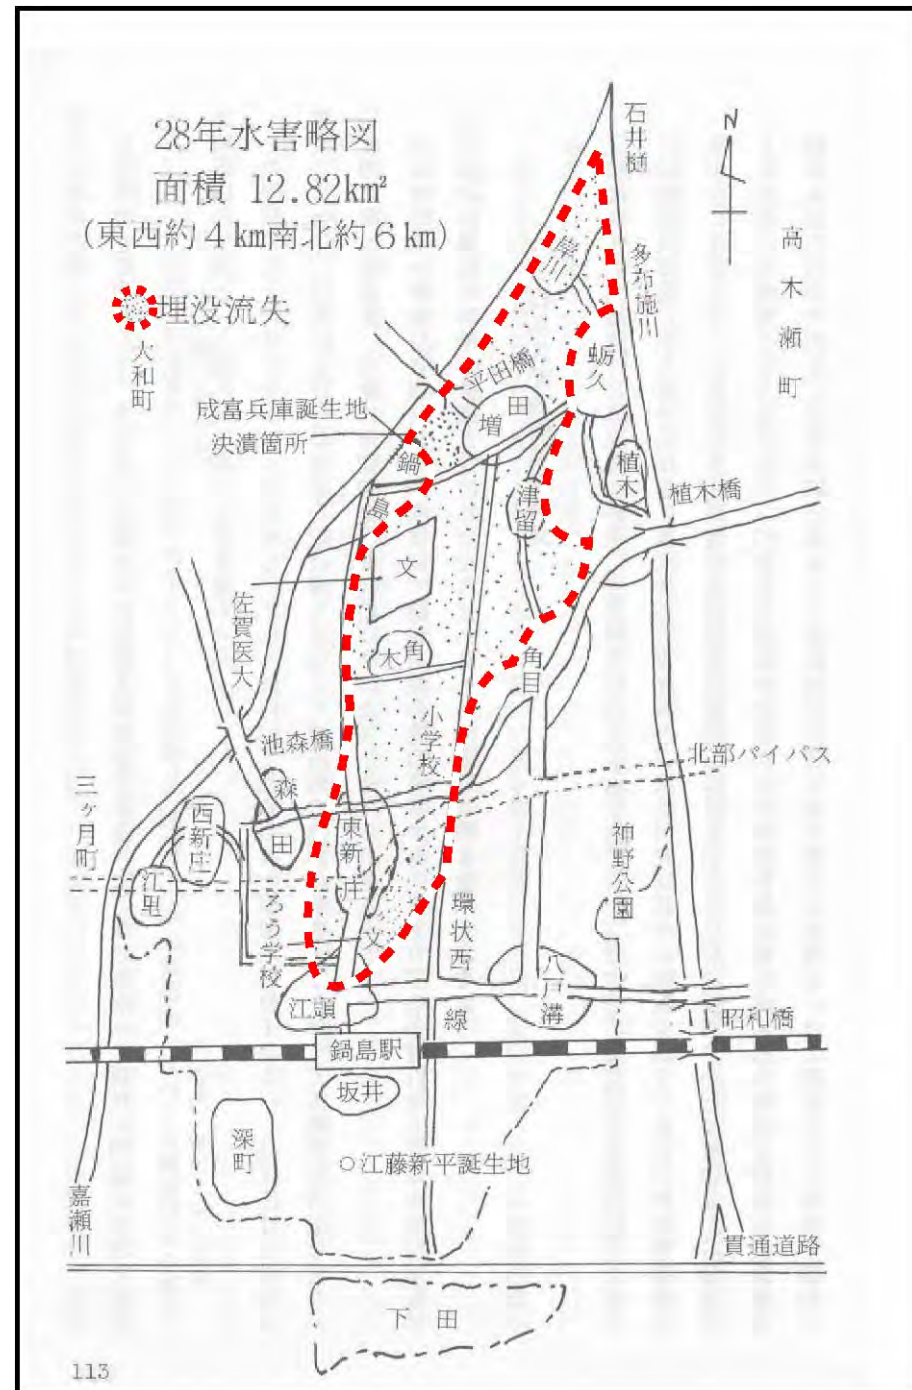 28年水害略図
面積 12.82km²
(東西約4km南北約6km)
埋没流失
N
石井樋
高木瀬町
多布施川
岸川
蛎久
大和町
平田橋
成富兵庫誕生地
決潰箇所
増田
鍋島
津留
植木
植木橋
文
佐賀医大
木角
角目
小学校
池森橋
北部バイパス
三ヶ月町
西新庄
森田
東新庄
江里
神野公園
ろう学校
文
環状西線
八戸溝
江頭
昭和橋
鍋島駅
坂井
深町
○江藤新平誕生地
嘉瀬川
貫通道路
下田
113